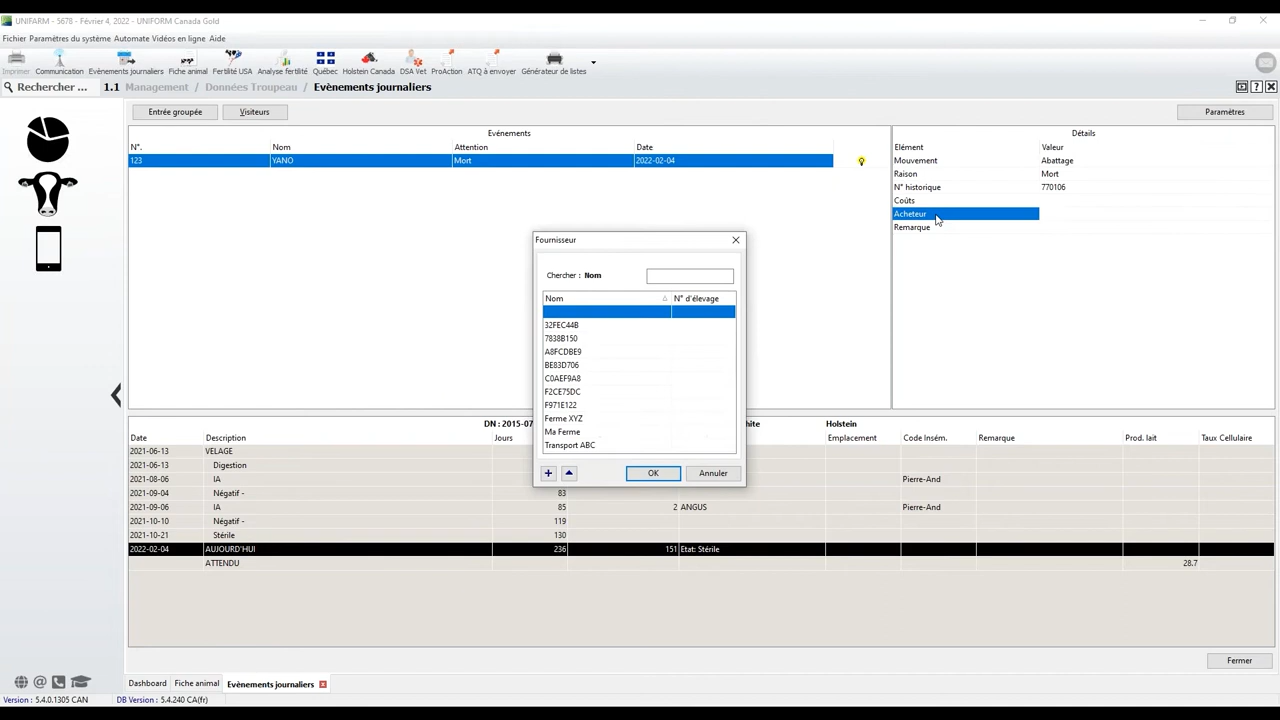 UNIFARM - 5678 - Février 4, 2022 - UNIFORM Canada Gold
Fichier Paramètres du système Automate Vidéos en ligne Aide
Imprimer Communication Evènements journaliers Fiche animal Fertilité USA Analyse fertilité Québec Holstein Canada DSA Vet ProAction ATQ à envoyer Générateur de listes
Rechercher ... 1.1 Management / Données Troupeau / Evènements journaliers
Entrée groupée Visiteurs Paramètres
Evénements Détails
N°. Nom Attention Date Elément Valeur
123 YANO Mort 2022-02-04 Mouvement Abattage
Raison Mort
N° historique 770106
Coûts
Acheteur
Remarque
Fournisseur
Chercher : Nom
Nom N° d'élevage
32FEC44B
7838B150
A8FCDBE9
BE83D706
C0AEF9A8
F2CE75DC
F971E122
Ferme XYZ
Ma Ferme
Transport ABC
OK Annuler
DN : 2015-07 hite Holstein
Date Description Jours Emplacement Code Insém. Remarque Prod. lait Taux Cellulaire
2021-06-13 VELAGE
2021-06-13 Digestion
2021-08-06 IA Pierre-And
2021-09-04 Négatif - 83
2021-09-06 IA 85 2 ANGUS Pierre-And
2021-10-10 Négatif - 119
2021-10-21 Stérile 130
2022-02-04 AUJOURD'HUI 236 151 Etat: Stérile
ATTENDU 28.7
Fermer
Dashboard Fiche animal Evènements journaliers
Version : 5.4.0.1305 CAN DB Version : 5.4.240 CA(fr)